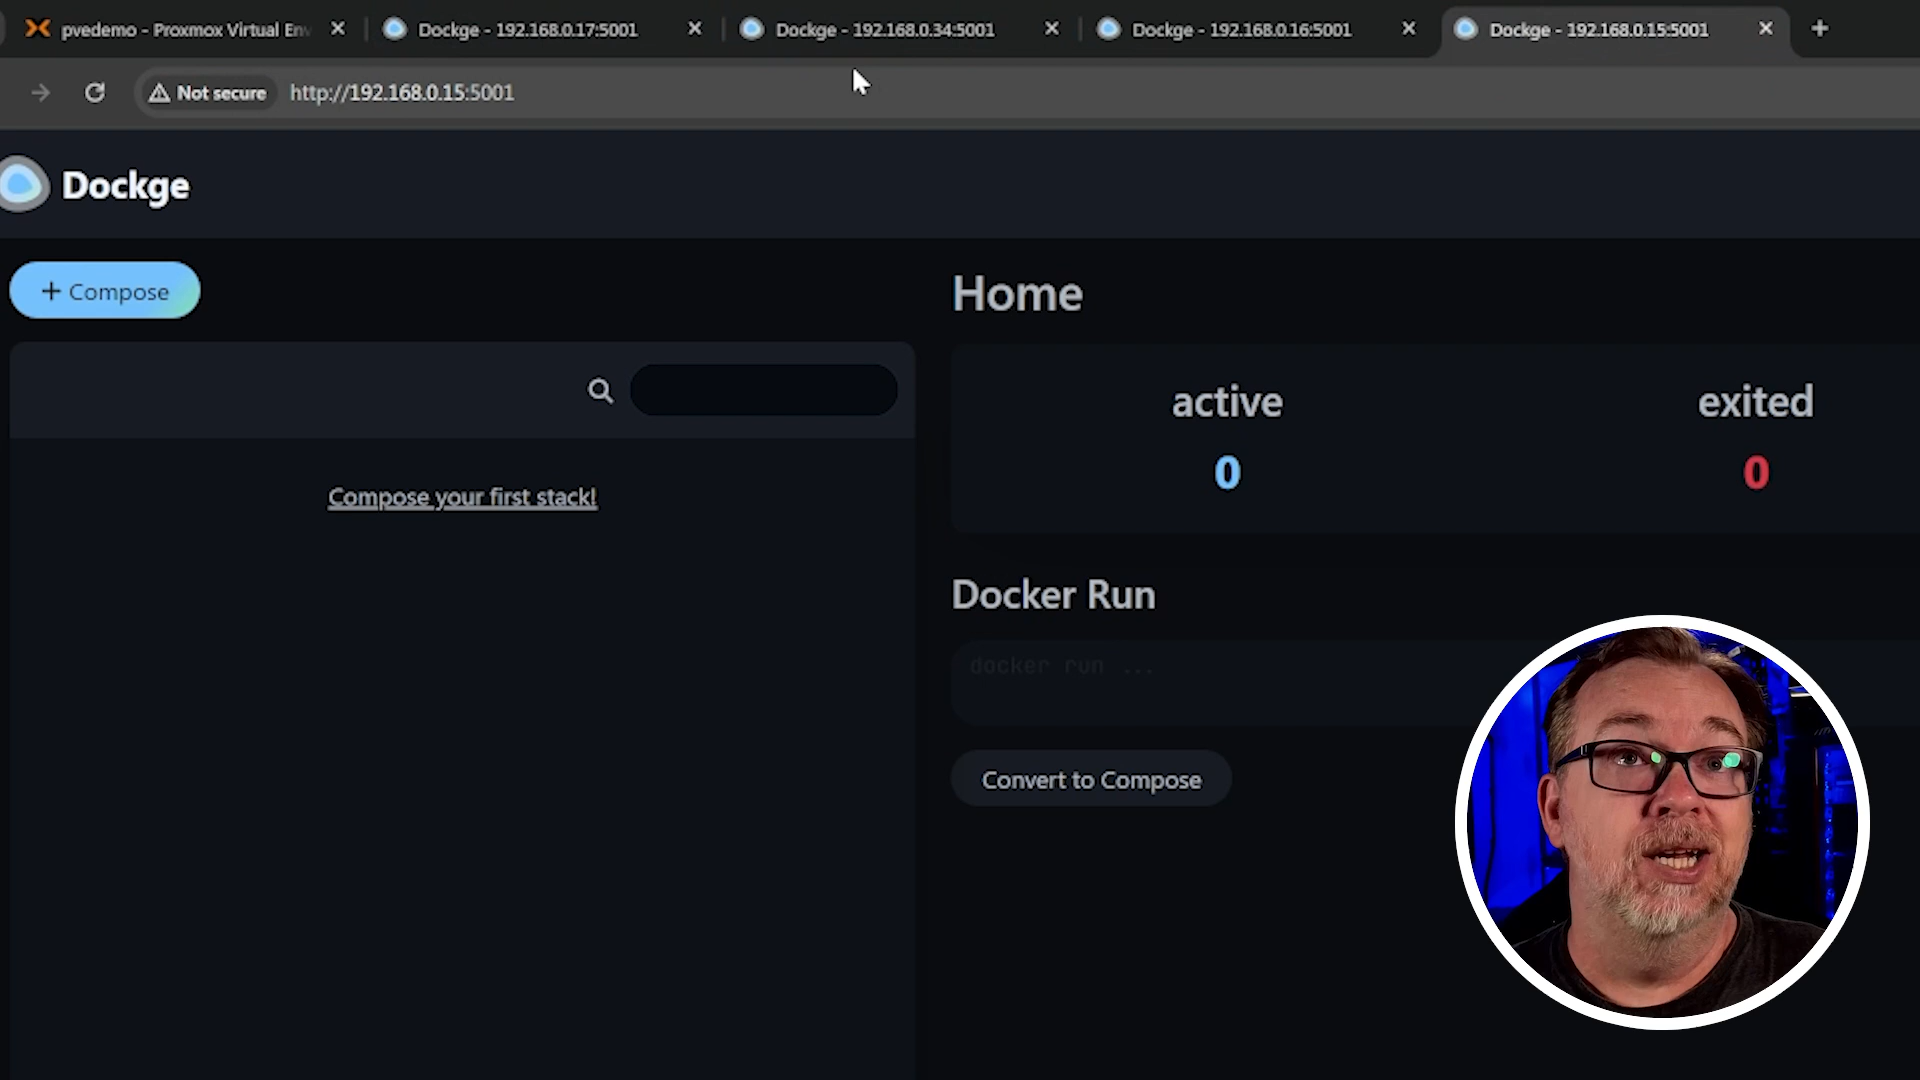 pvedemo - Proxmox Virtual Env
Dockge - 192.168.0.17:5001
Dockge - 192.168.0.34:5001
Dockge - 192.168.0.16:5001
Dockge - 192.168.0.15:5001
Not secure
http://192.168.0.15:5001
Dockge
+ Compose
Home
active
exited
0
0
Compose your first stack!
Docker Run
docker run ...
Convert to Compose